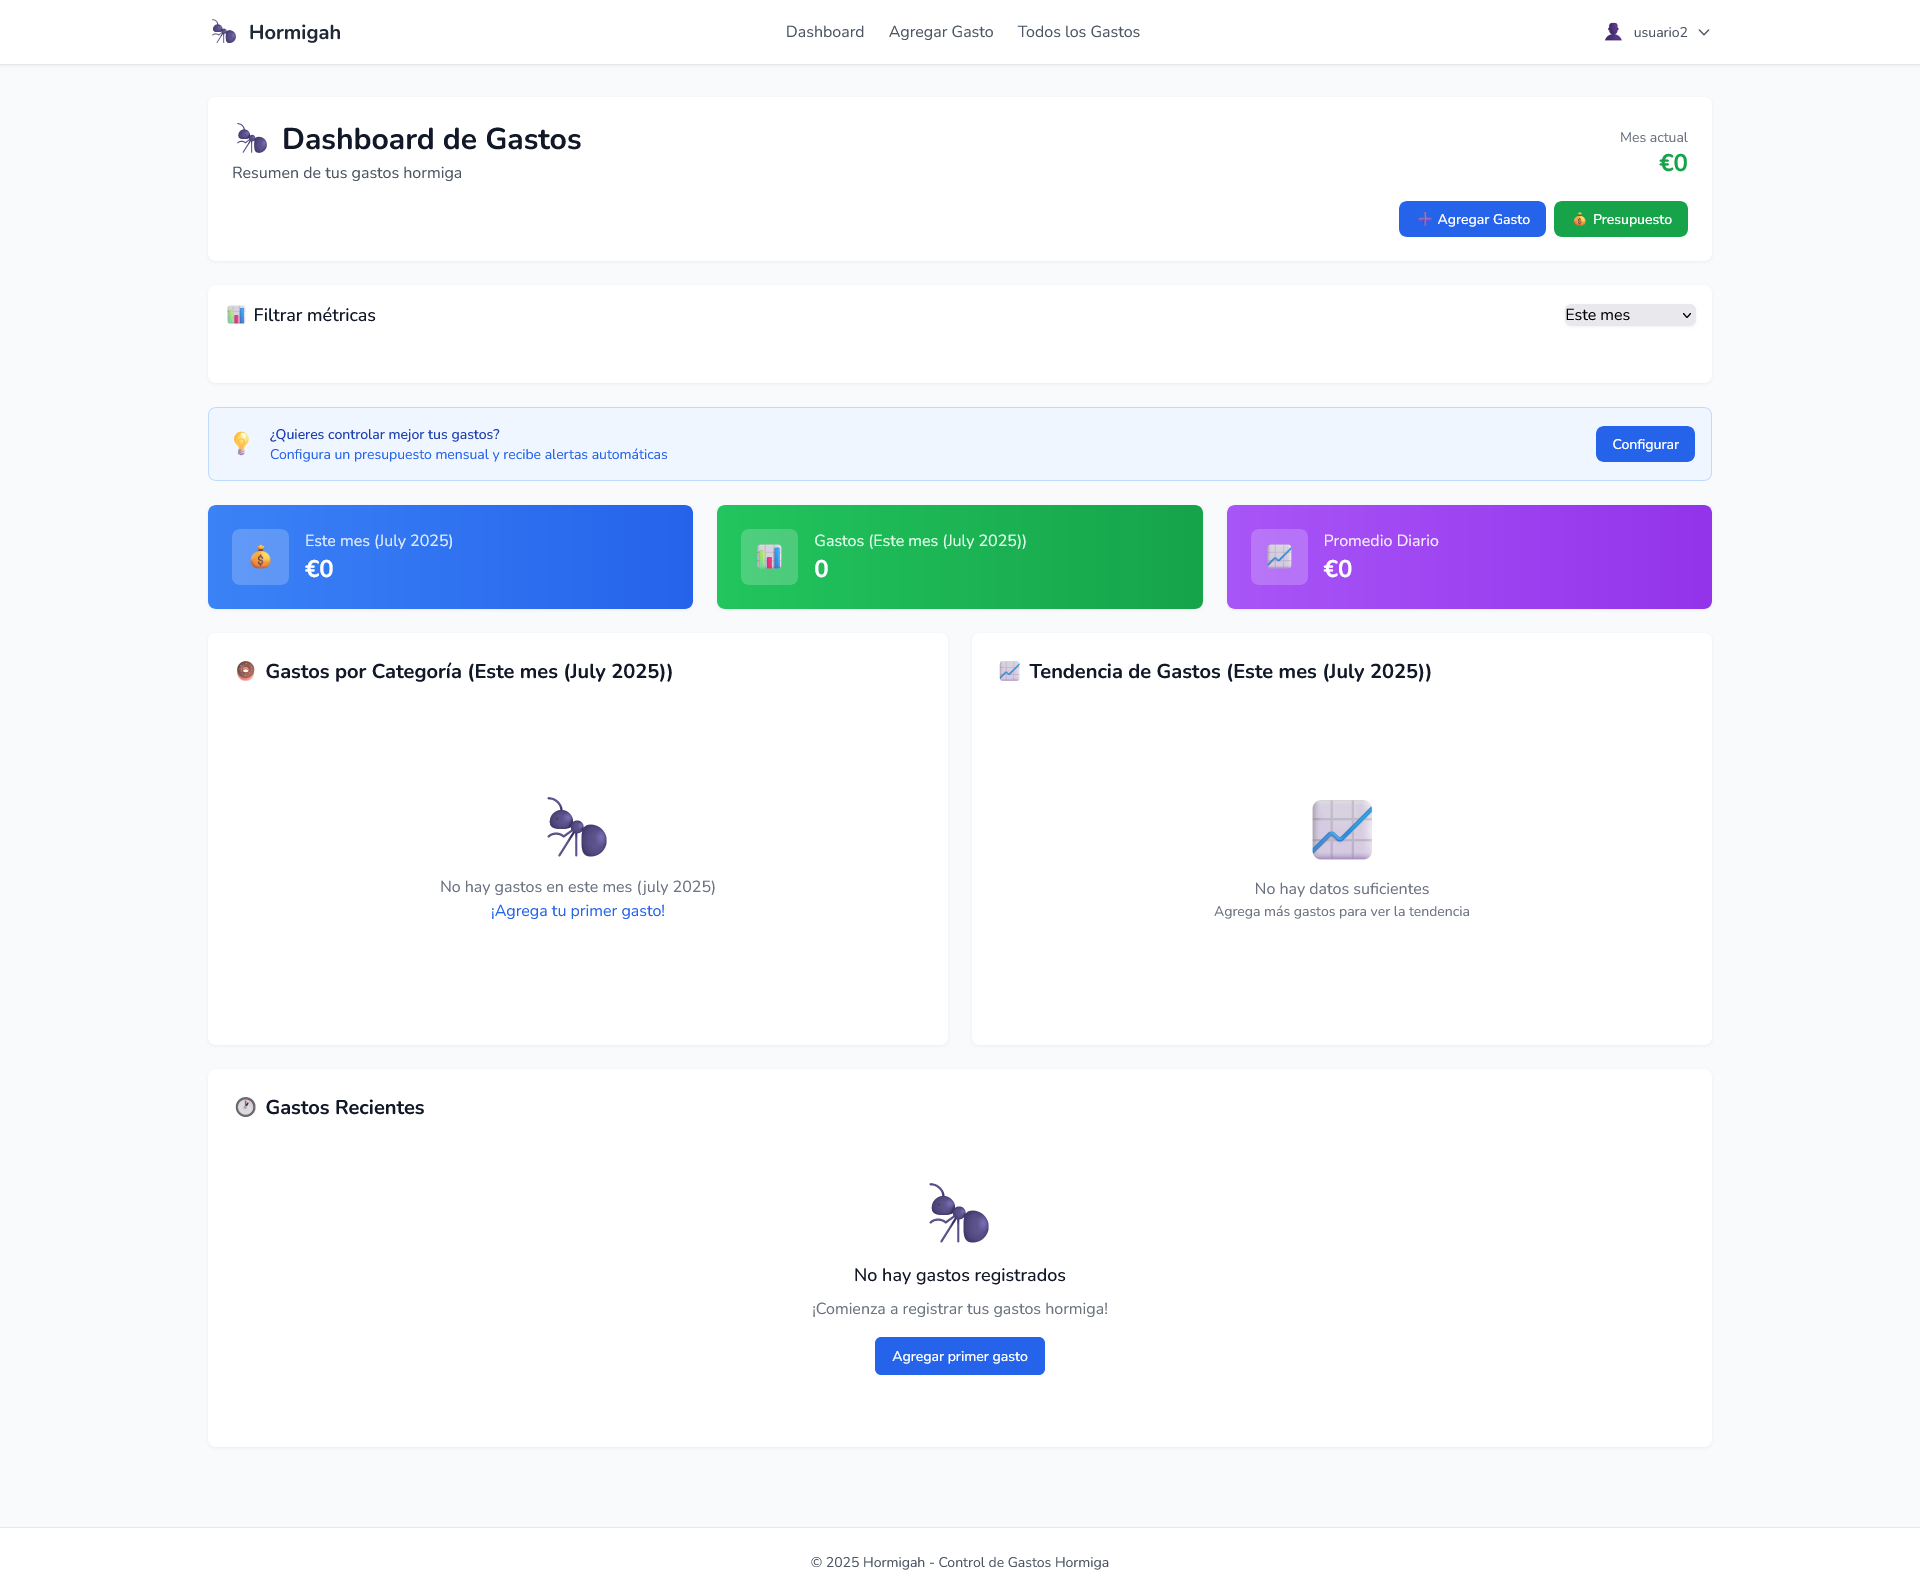 Hormigah
Dashboard
Agregar Gasto
Todos los Gastos
usuario2
Dashboard de Gastos
Resumen de tus gastos hormiga
Mes actual
€0
Agregar Gasto
Presupuesto
Filtrar métricas
Este mes
¿Quieres controlar mejor tus gastos?
Configura un presupuesto mensual y recibe alertas automáticas
Configurar
Este mes (July 2025)
€0
Gastos (Este mes (July 2025))
0
Promedio Diario
€0
Gastos por Categoría (Este mes (July 2025))
No hay gastos en este mes (july 2025)
¡Agrega tu primer gasto!
Tendencia de Gastos (Este mes (July 2025))
No hay datos suficientes
Agrega más gastos para ver la tendencia
Gastos Recientes
No hay gastos registrados
¡Comienza a registrar tus gastos hormiga!
Agregar primer gasto
© 2025 Hormigah - Control de Gastos Hormiga